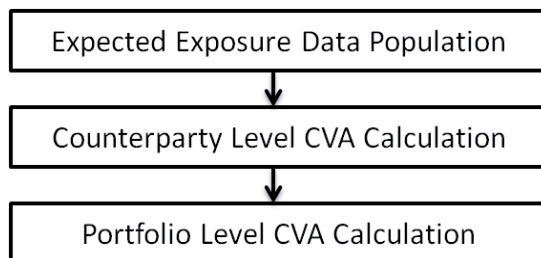 Expected Exposure Data Population
Counterparty Level CVA Calculation
Portfolio Level CVA Calculation